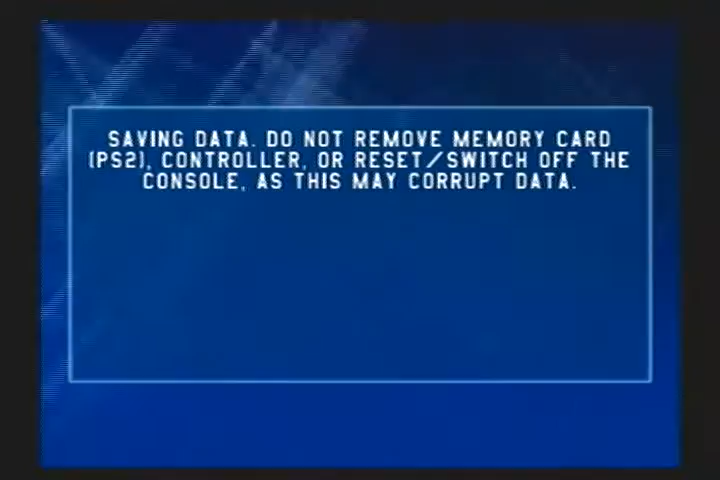 SAVING DATA. DO NOT REMOVE MEMORY CARD
(PS2), CONTROLLER, OR RESET/SWITCH OFF THE
CONSOLE, AS THIS MAY CORRUPT DATA.